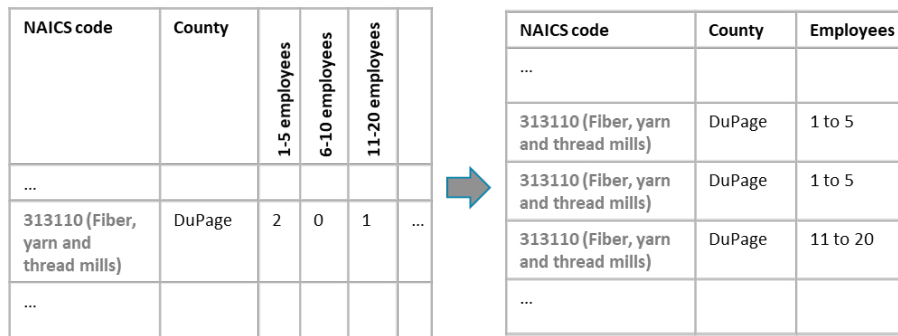 NAICS code
County
1-5 employees
6-10 employees
11-20 employees
...
313110 (Fiber,
yarn and
thread mills)
DuPage
2
0
1
...
...
NAICS code
County
Employees
...
313110 (Fiber, yarn
and thread mills)
DuPage
1 to 5
313110 (Fiber, yarn
and thread mills)
DuPage
1 to 5
313110 (Fiber, yarn
and thread mills)
DuPage
11 to 20
...